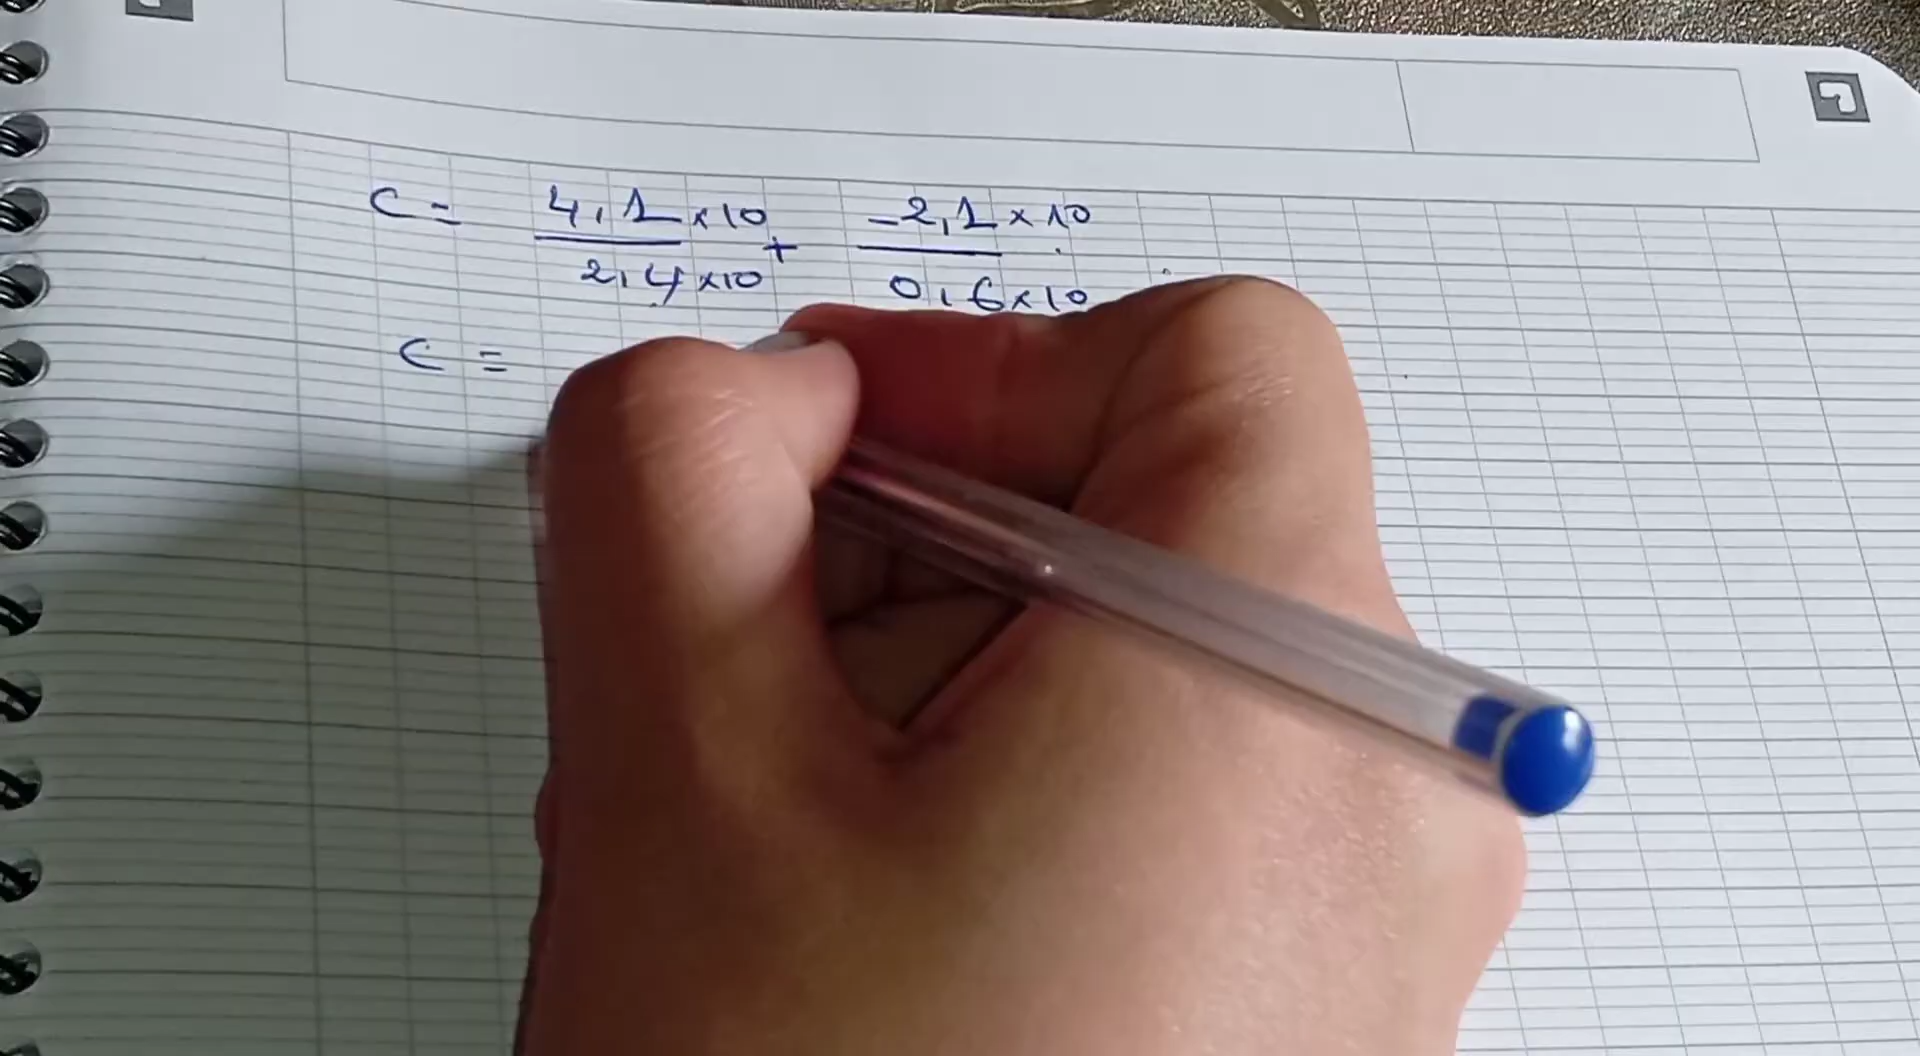 C = 4,1 × 10 / 2,4 × 10 + -2,1 × 10 / 0,6 × 10
C =